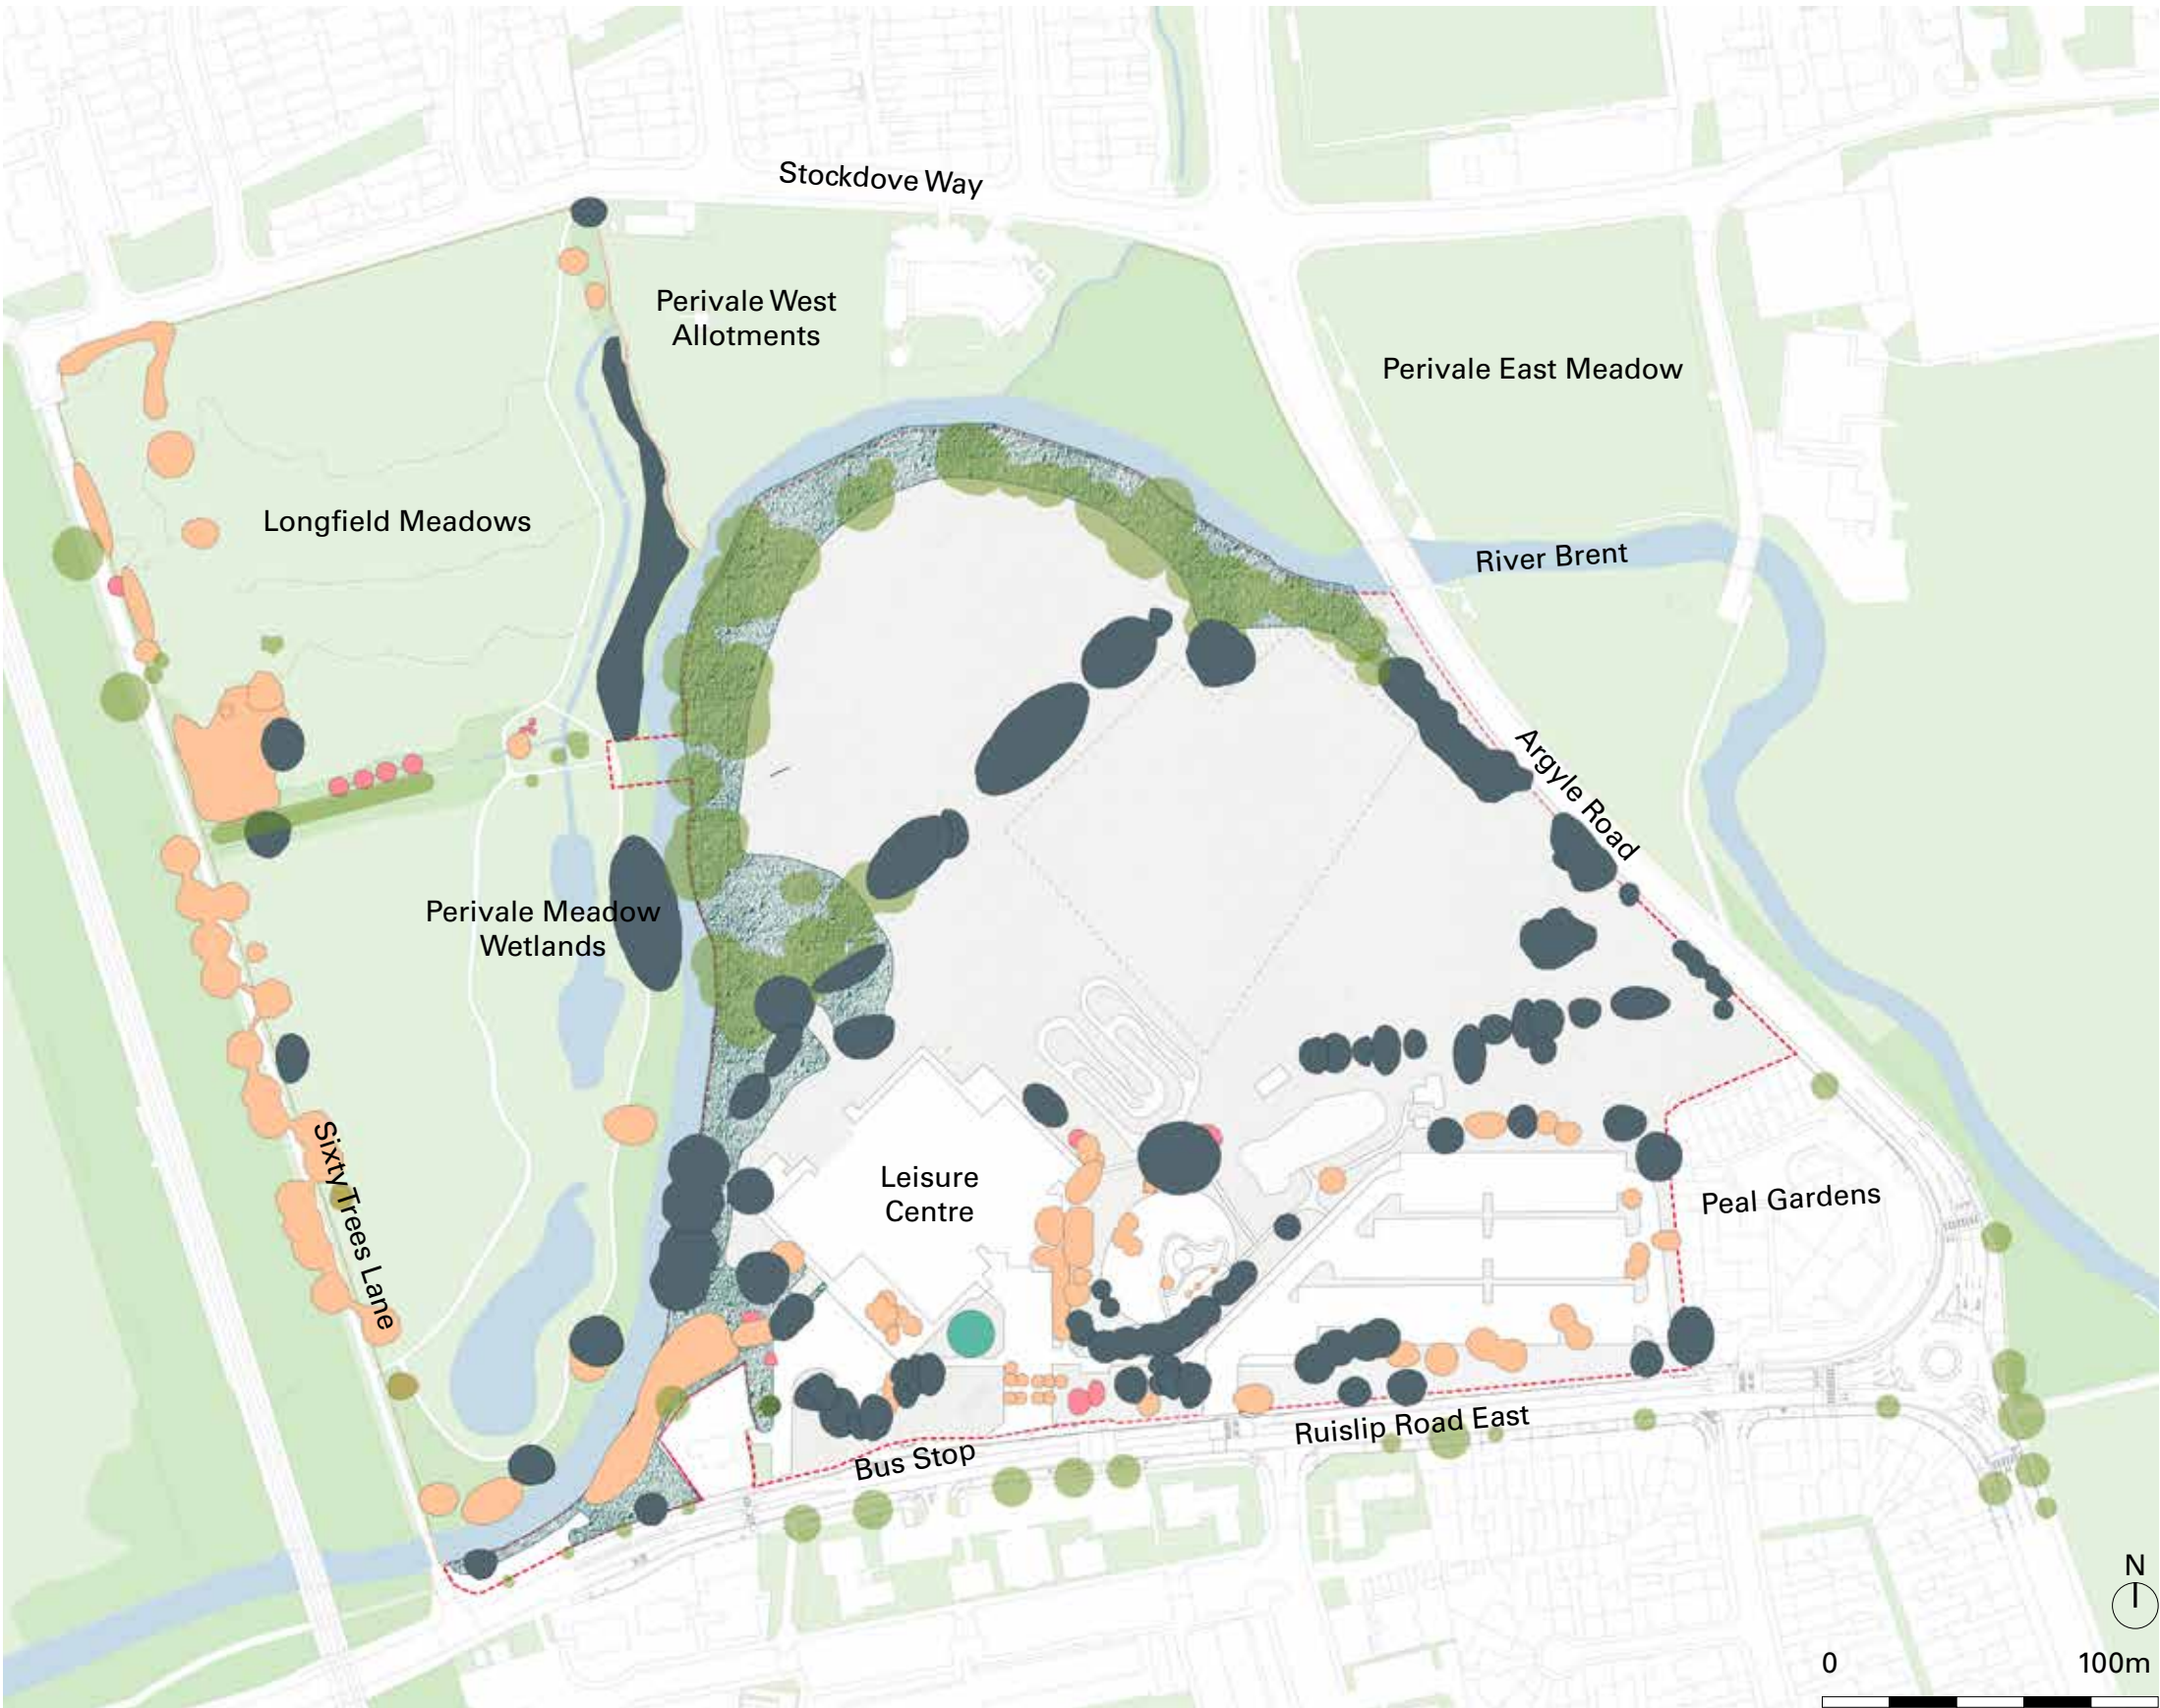 Stockdove Way
Perivale West
Allotments
Perivale East Meadow
Longfield Meadows
River Brent
Argyle Road
Perivale Meadow
Wetlands
Sixty Trees Lane
Leisure
Centre
Peal Gardens
Ruislip Road East
Bus Stop
N
0 100m